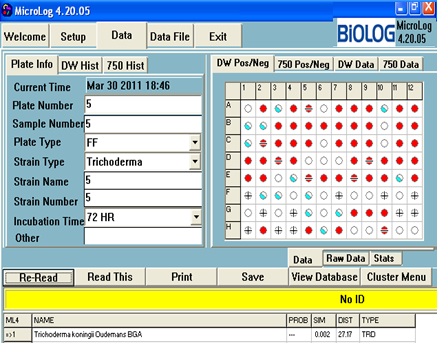 MicroLog 4.20.05
Welcome Setup Data Data File Exit
BiOLOG MicroLog
4.20.05
Plate Info DW Hist 750 Hist
Current Time Mar 30 2011 18:46
Plate Number 5
Sample Number 5
Plate Type FF
Strain Type Trichoderma
Strain Name 5
Strain Number 5
Incubation Time 72 HR
Other
DW Pos/Neg 750 Pos/Neg DW Data 750 Data
1 2 3 4 5 6 7 8 9 10 11 12
A
B
C
D
E
F
G
H
Data Raw Data Stats
Re-Read Read This Print Save View Database Cluster Menu
No ID
ML4 NAME PROB SIM DIST TYPE
=>1 Trichoderma koningii Oudemans BGA --- 0.002 27.17 TRD